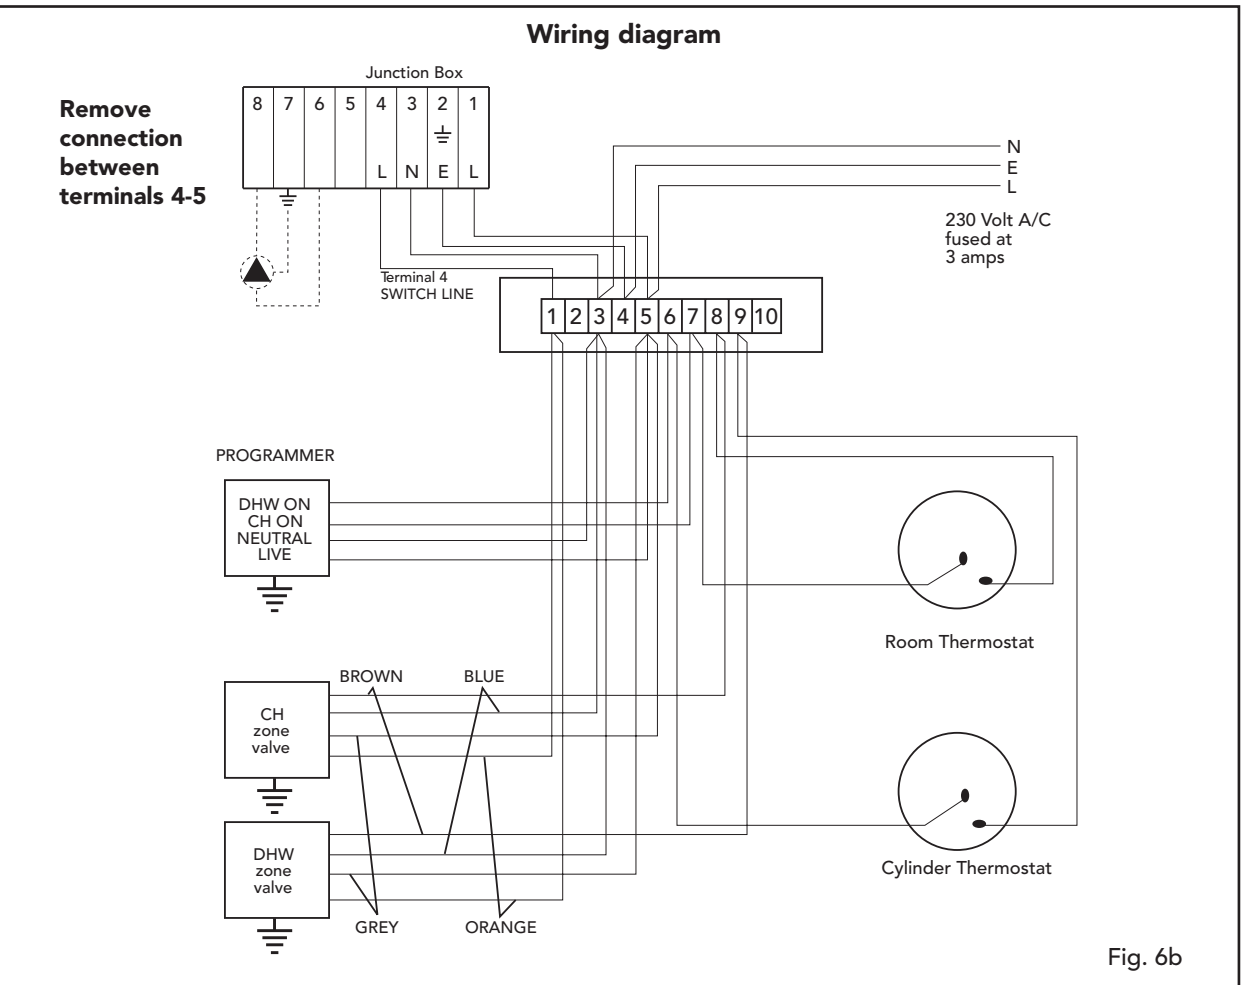 Wiring diagram
Junction Box
Remove
connection
between
terminals 4-5
8 7 6 5 4 3 2 1
L N E L
N
E
L
230 Volt A/C
fused at
3 amps
Terminal 4
SWITCH LINE
1 2 3 4 5 6 7 8 9 10
PROGRAMMER
DHW ON
CH ON
NEUTRAL
LIVE
Room Thermostat
BROWN
BLUE
CH
zone
valve
DHW
zone
valve
Cylinder Thermostat
GREY
ORANGE
Fig. 6b